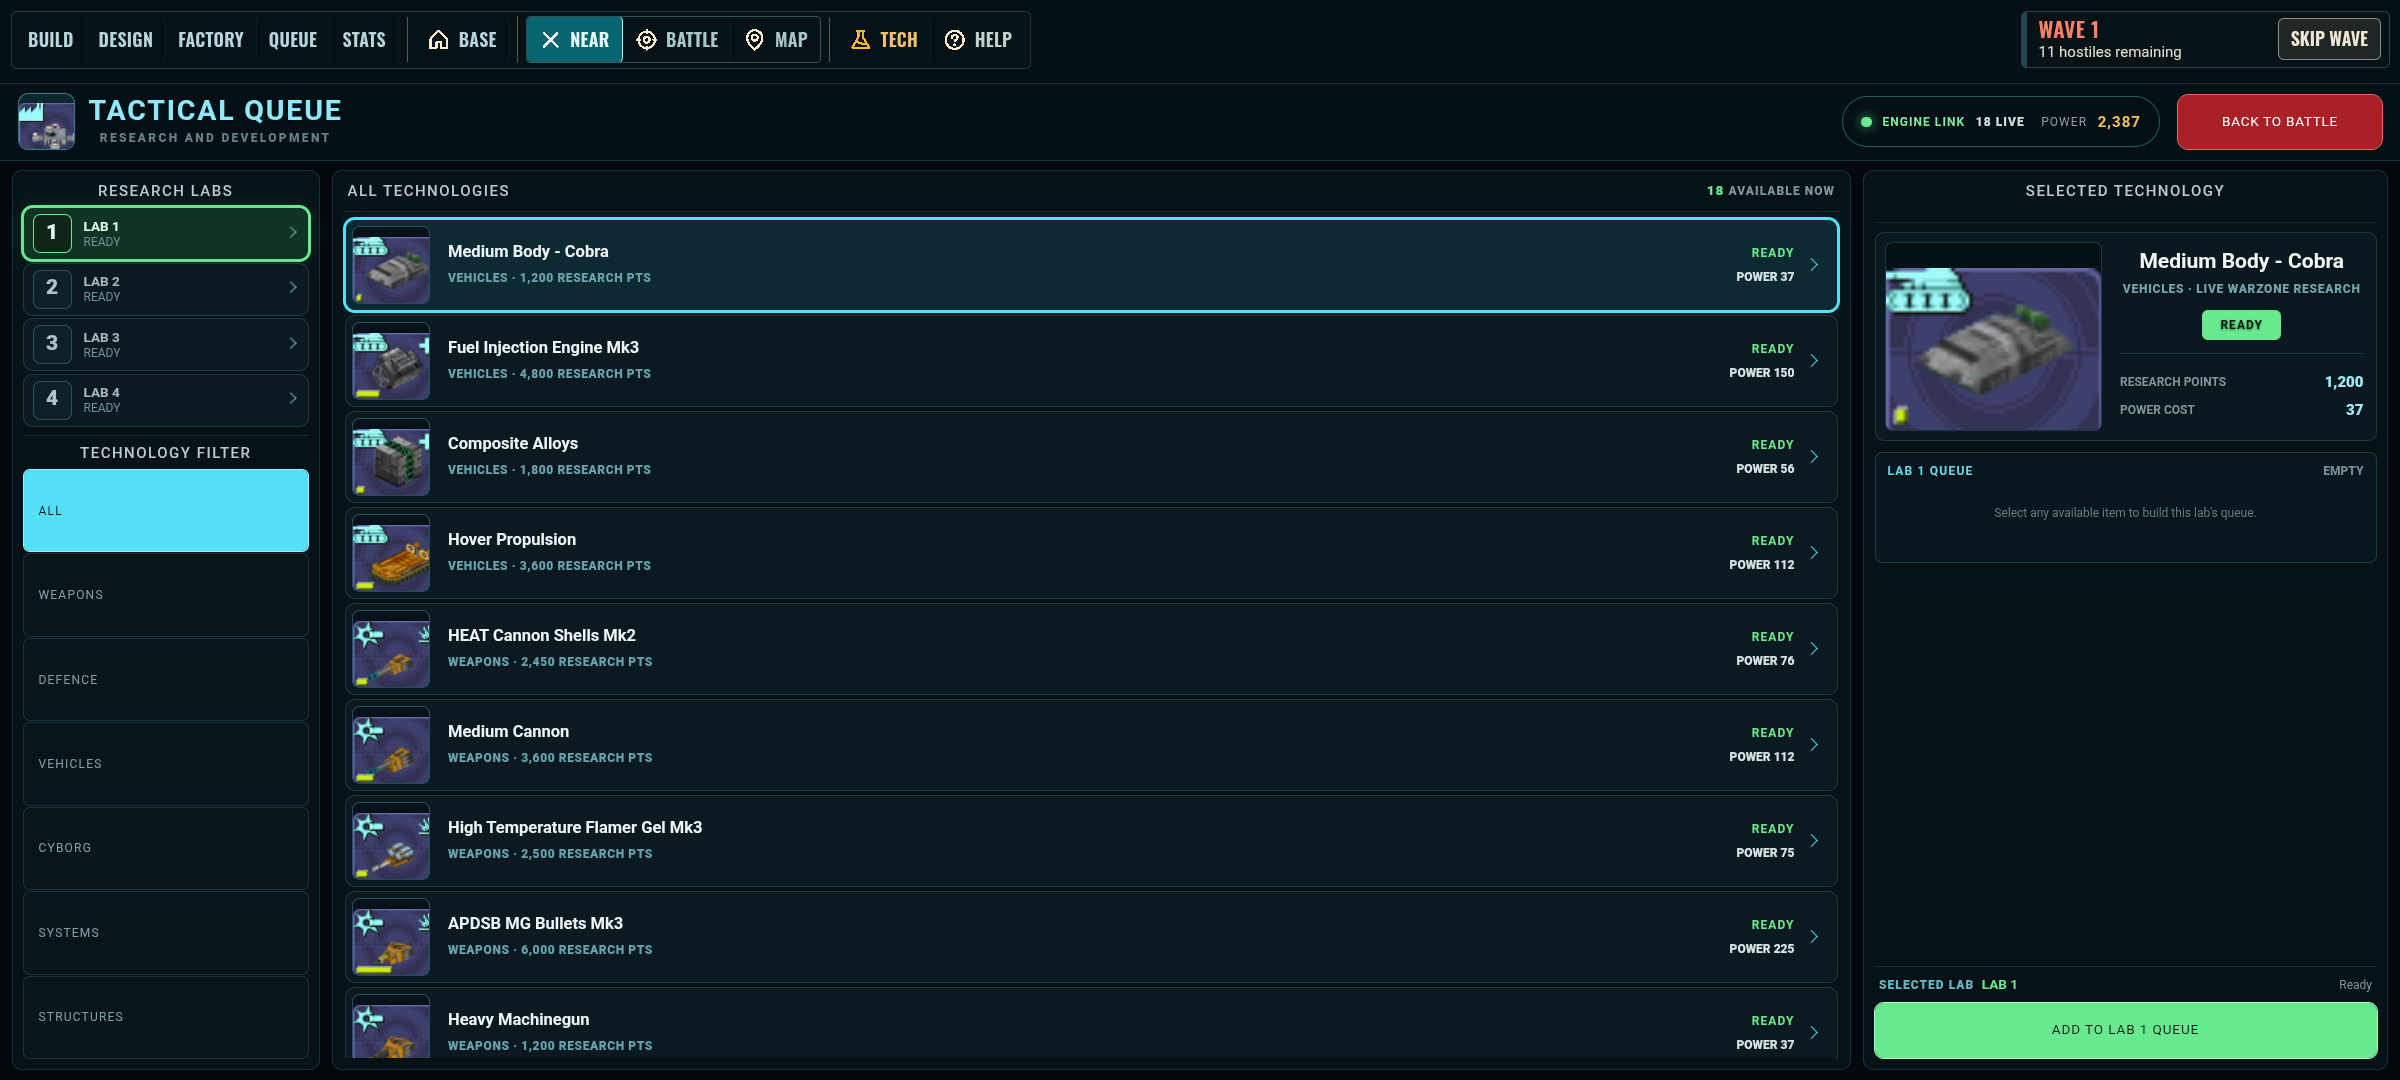 BUILD DESIGN FACTORY QUEUE STATS BASE NEAR BATTLE MAP TECH HELP
WAVE 1
11 hostiles remaining
SKIP WAVE
TACTICAL QUEUE
RESEARCH AND DEVELOPMENT
ENGINE LINK 18 LIVE POWER 2,387
BACK TO BATTLE
RESEARCH LABS
1 LAB 1
READY
2 LAB 2
READY
3 LAB 3
READY
4 LAB 4
READY
TECHNOLOGY FILTER
ALL
WEAPONS
DEFENCE
VEHICLES
CYBORG
SYSTEMS
STRUCTURES
ALL TECHNOLOGIES
18 AVAILABLE NOW
Medium Body - Cobra
VEHICLES · 1,200 RESEARCH PTS
READY
POWER 37
Fuel Injection Engine Mk3
VEHICLES · 4,800 RESEARCH PTS
READY
POWER 150
Composite Alloys
VEHICLES · 1,800 RESEARCH PTS
READY
POWER 56
Hover Propulsion
VEHICLES · 3,600 RESEARCH PTS
READY
POWER 112
HEAT Cannon Shells Mk2
WEAPONS · 2,450 RESEARCH PTS
READY
POWER 76
Medium Cannon
WEAPONS · 3,600 RESEARCH PTS
READY
POWER 112
High Temperature Flamer Gel Mk3
WEAPONS · 2,500 RESEARCH PTS
READY
POWER 75
APDSB MG Bullets Mk3
WEAPONS · 6,000 RESEARCH PTS
READY
POWER 225
Heavy Machinegun
WEAPONS · 1,200 RESEARCH PTS
READY
POWER 37
SELECTED TECHNOLOGY
Medium Body - Cobra
VEHICLES · LIVE WARZONE RESEARCH
READY
RESEARCH POINTS 1,200
POWER COST 37
LAB 1 QUEUE EMPTY
Select any available item to build this lab's queue.
SELECTED LAB LAB 1 Ready
ADD TO LAB 1 QUEUE